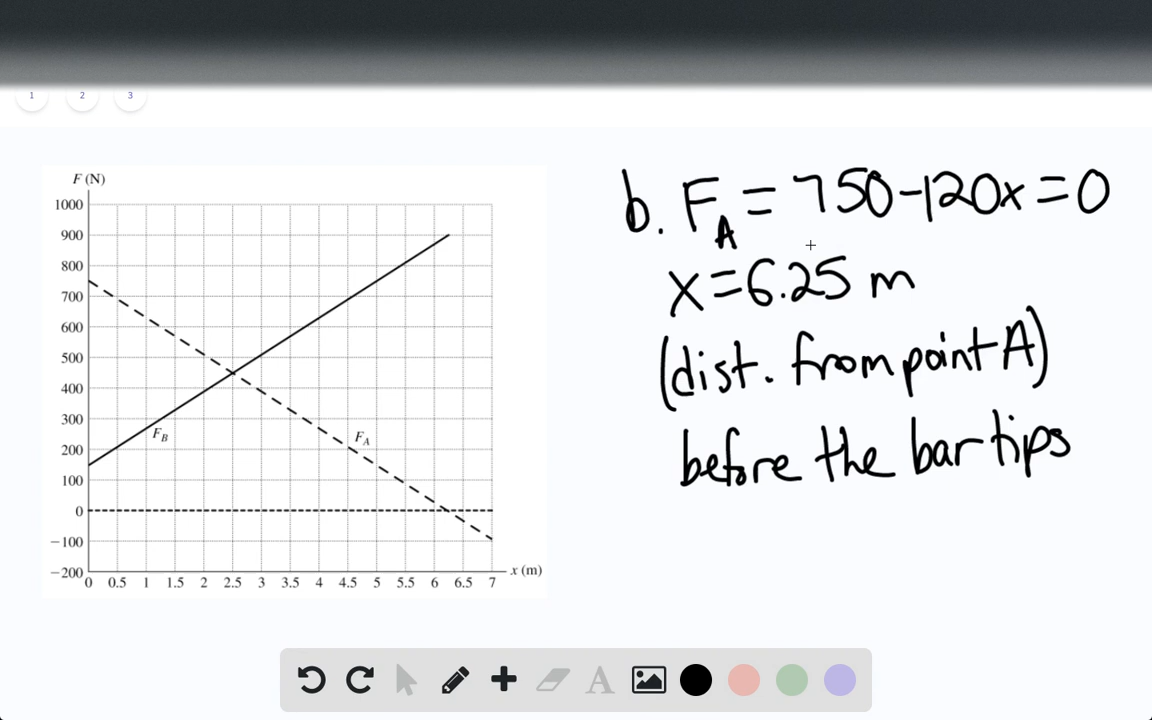 1 2 3
F (N)
1000
900
800
700
600
500
400
300
200
100
0
−100
−200
F_B
F_A
0 0.5 1 1.5 2 2.5 3 3.5 4 4.5 5 5.5 6 6.5 7
x (m)
b. F_A = 750-120x = 0
x = 6.25 m
(dist. from point A)
before the bar tips
A